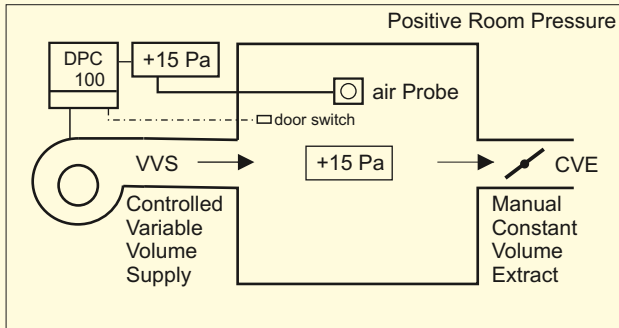 Positive Room Pressure
DPC
100
+15 Pa
air Probe
door switch
VVS
+15 Pa
CVE
Controlled
Variable
Volume
Supply
Manual
Constant
Volume
Extract